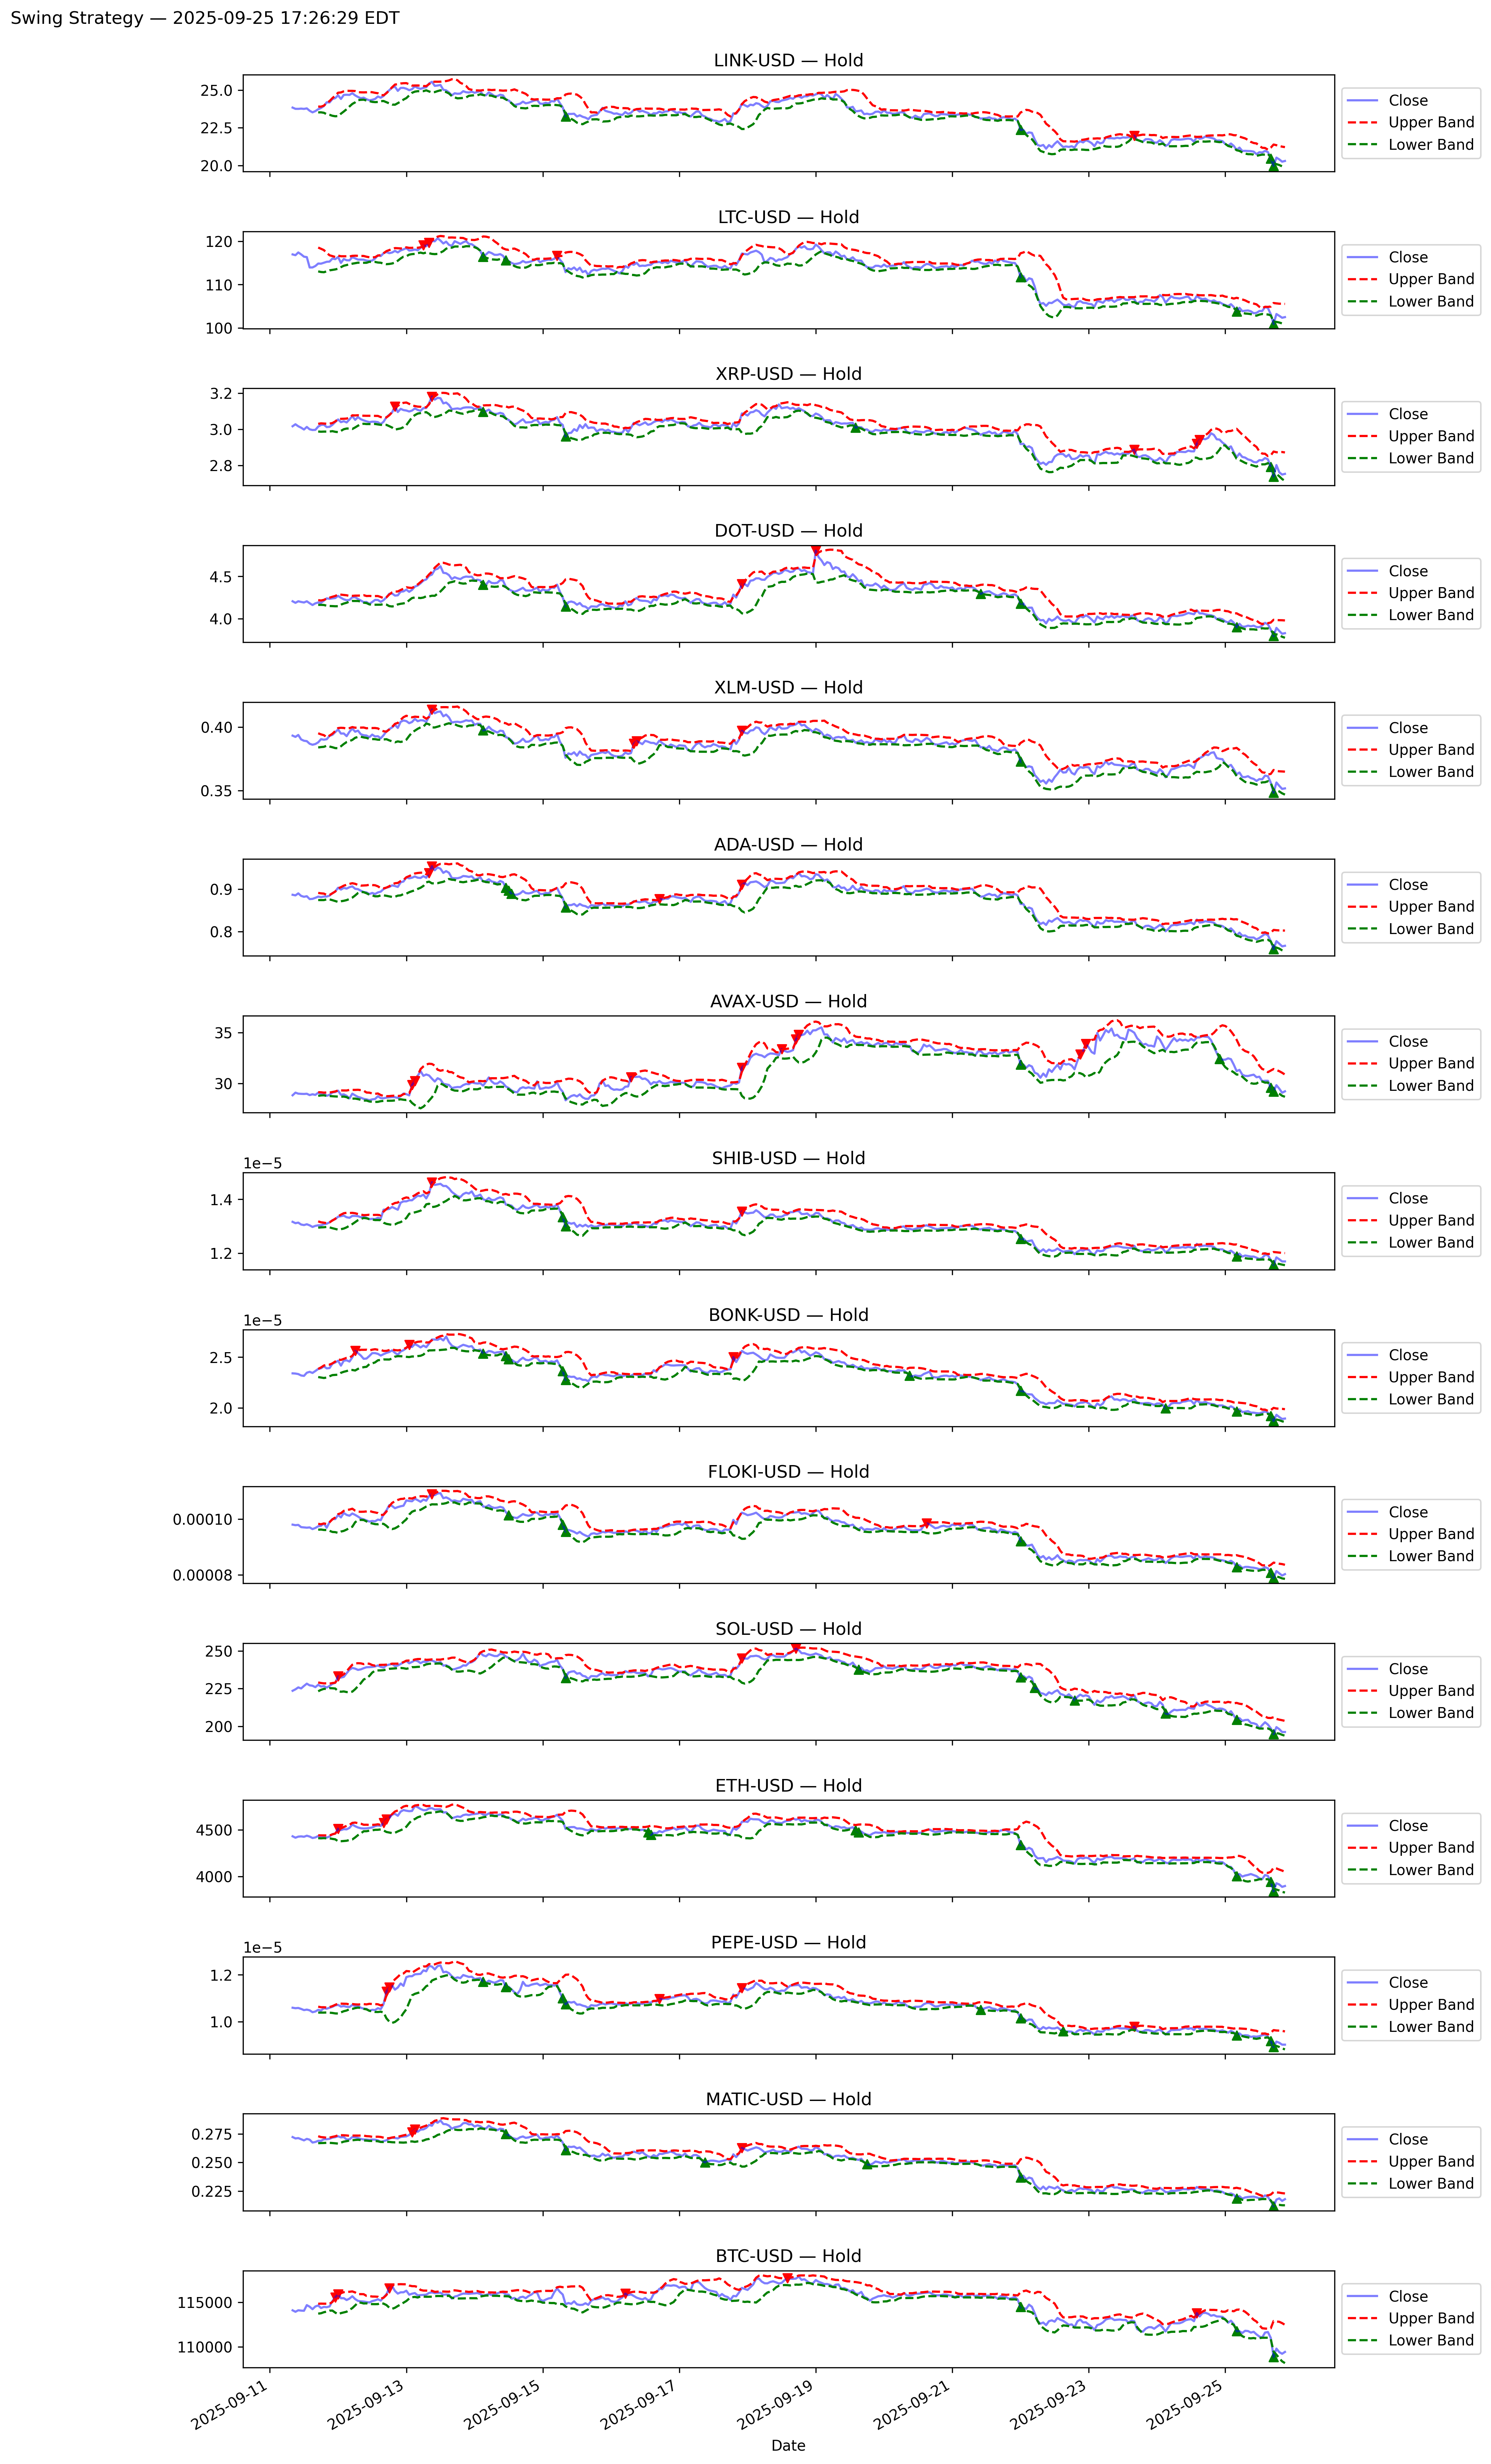 Swing Strategy — 2025-09-25 17:26:29 EDT
LINK-USD — Hold
25.0
22.5
20.0
Close
Upper Band
Lower Band
LTC-USD — Hold
120
110
100
Close
Upper Band
Lower Band
XRP-USD — Hold
3.2
3.0
2.8
Close
Upper Band
Lower Band
DOT-USD — Hold
4.5
4.0
Close
Upper Band
Lower Band
XLM-USD — Hold
0.40
0.35
Close
Upper Band
Lower Band
ADA-USD — Hold
0.9
0.8
Close
Upper Band
Lower Band
AVAX-USD — Hold
35
30
Close
Upper Band
Lower Band
SHIB-USD — Hold
1e−5
1.4
1.2
Close
Upper Band
Lower Band
BONK-USD — Hold
1e−5
2.5
2.0
Close
Upper Band
Lower Band
FLOKI-USD — Hold
0.00010
0.00008
Close
Upper Band
Lower Band
SOL-USD — Hold
250
225
200
Close
Upper Band
Lower Band
ETH-USD — Hold
4500
4000
Close
Upper Band
Lower Band
PEPE-USD — Hold
1e−5
1.2
1.0
Close
Upper Band
Lower Band
MATIC-USD — Hold
0.275
0.250
0.225
Close
Upper Band
Lower Band
BTC-USD — Hold
115000
110000
Close
Upper Band
Lower Band
2025-09-11
2025-09-13
2025-09-15
2025-09-17
2025-09-19
2025-09-21
2025-09-23
2025-09-25
Date